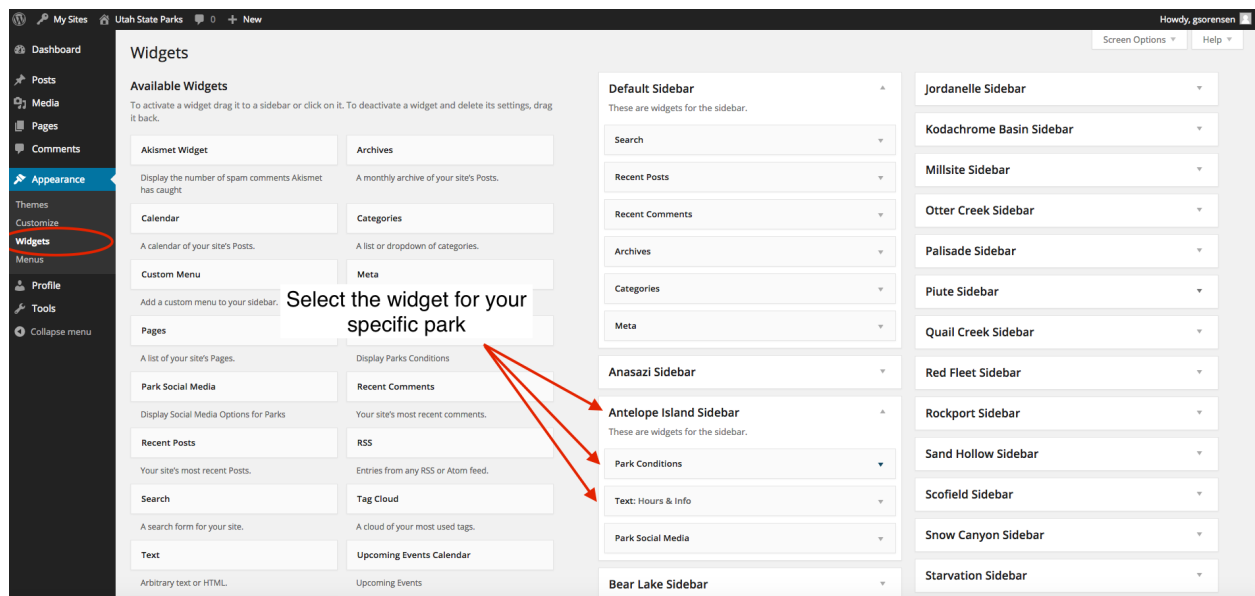 My Sites Utah State Parks 0 + New Howdy, gsorensen
Screen Options Help
Dashboard
Posts
Media
Pages
Comments
Appearance
Themes
Customize
Widgets
Menus
Profile
Tools
Collapse menu
Widgets
Available Widgets
To activate a widget drag it to a sidebar or click on it. To deactivate a widget and delete its settings, drag
it back.
Akismet Widget Archives
Display the number of spam comments Akismet A monthly archive of your site's Posts.
has caught
Calendar Categories
A calendar of your site's Posts. A list or dropdown of categories.
Custom Menu Meta
Add a custom menu to your sidebar.
Select the widget for your
specific park
Pages
A list of your site's Pages. Display Parks Conditions
Park Social Media Recent Comments
Display Social Media Options for Parks Your site's most recent comments.
Recent Posts RSS
Your site's most recent Posts. Entries from any RSS or Atom feed.
Search Tag Cloud
A search form for your site. A cloud of your most used tags.
Text Upcoming Events Calendar
Arbitrary text or HTML. Upcoming Events
Default Sidebar
These are widgets for the sidebar.
Search
Recent Posts
Recent Comments
Archives
Categories
Meta
Anasazi Sidebar
Antelope Island Sidebar
These are widgets for the sidebar.
Park Conditions
Text: Hours & Info
Park Social Media
Bear Lake Sidebar
Jordanelle Sidebar
Kodachrome Basin Sidebar
Millsite Sidebar
Otter Creek Sidebar
Palisade Sidebar
Piute Sidebar
Quail Creek Sidebar
Red Fleet Sidebar
Rockport Sidebar
Sand Hollow Sidebar
Scofield Sidebar
Snow Canyon Sidebar
Starvation Sidebar